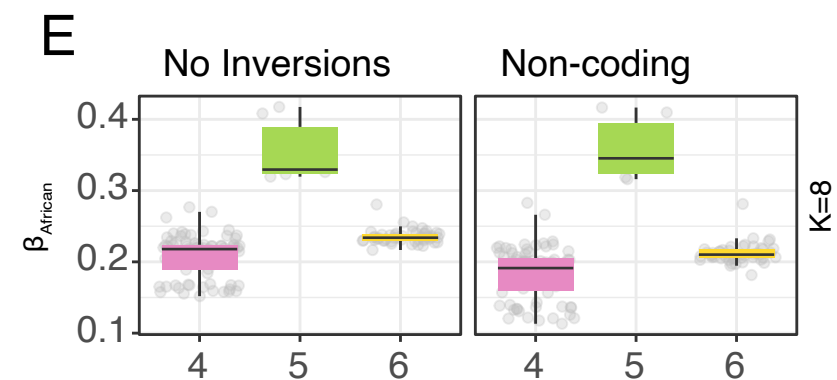 E
No Inversions
Non-coding
0.4
0.3
0.2
0.1
βAfrican
K=8
4 5 6
4 5 6